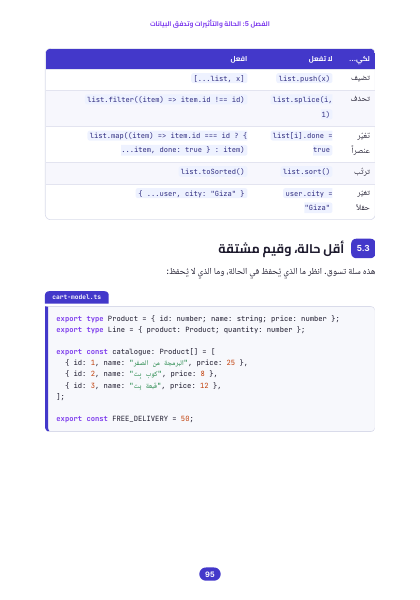 الفصل 5: الحالة والتأثيرات وتدفق البيانات
لكي... لا تفعل افعل
تضيف list.push(x) [...list, x]
تحذف list.splice(i, 1) list.filter((item) => item.id !== id)
تغيّر عنصراً list[i].done = true list.map((item) => item.id === id ? { ...item, done: true } : item)
ترتّب list.sort() list.toSorted()
تغيّر حقلاً user.city = "Giza" { ...user, city: "Giza" }
5.3 أقل حالة، وقيم مشتقة
هذه سلة تسوق. انظر ما الذي يُحفظ في الحالة، وما الذي لا يُحفظ:
cart-model.ts
export type Product = { id: number; name: string; price: number };
export type Line = { product: Product; quantity: number };
export const catalogue: Product[] = [
{ id: 1, name: "البرمجة من الصفر", price: 25 },
{ id: 2, name: "كوب بِت", price: 8 },
{ id: 3, name: "قبعة بِت", price: 12 },
];
export const FREE_DELIVERY = 50;
95